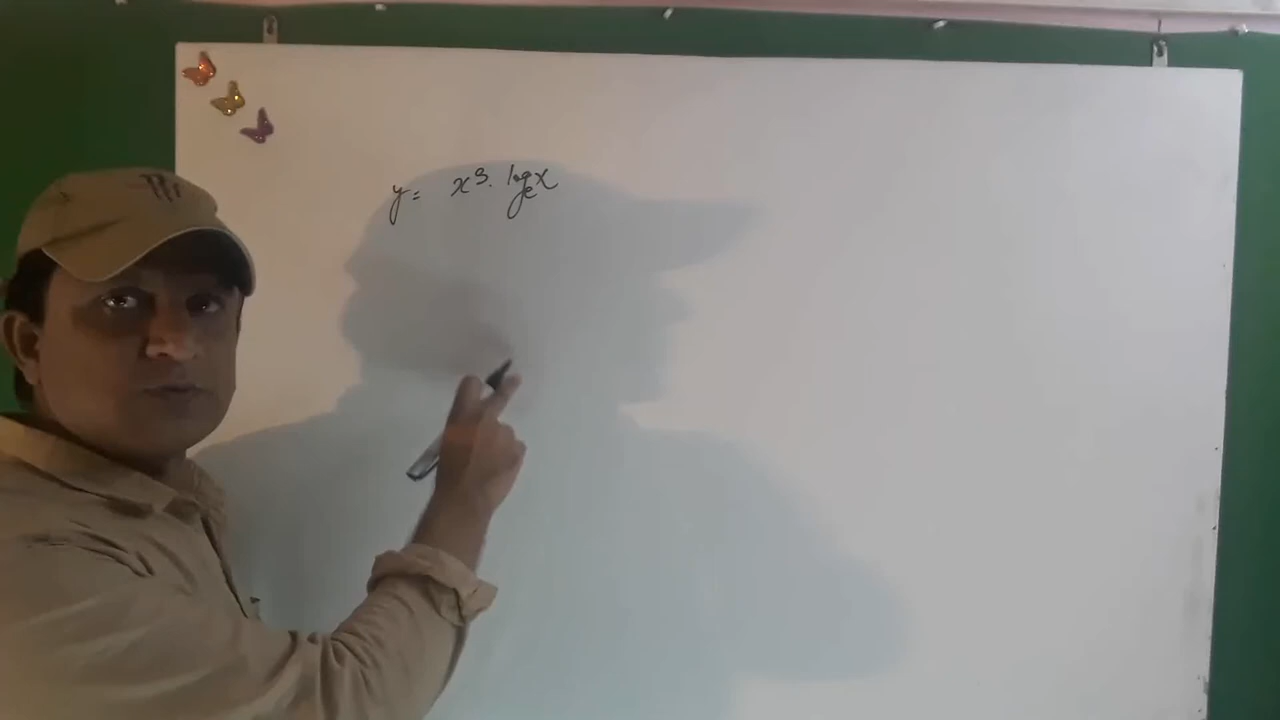 y = x³. logₑx